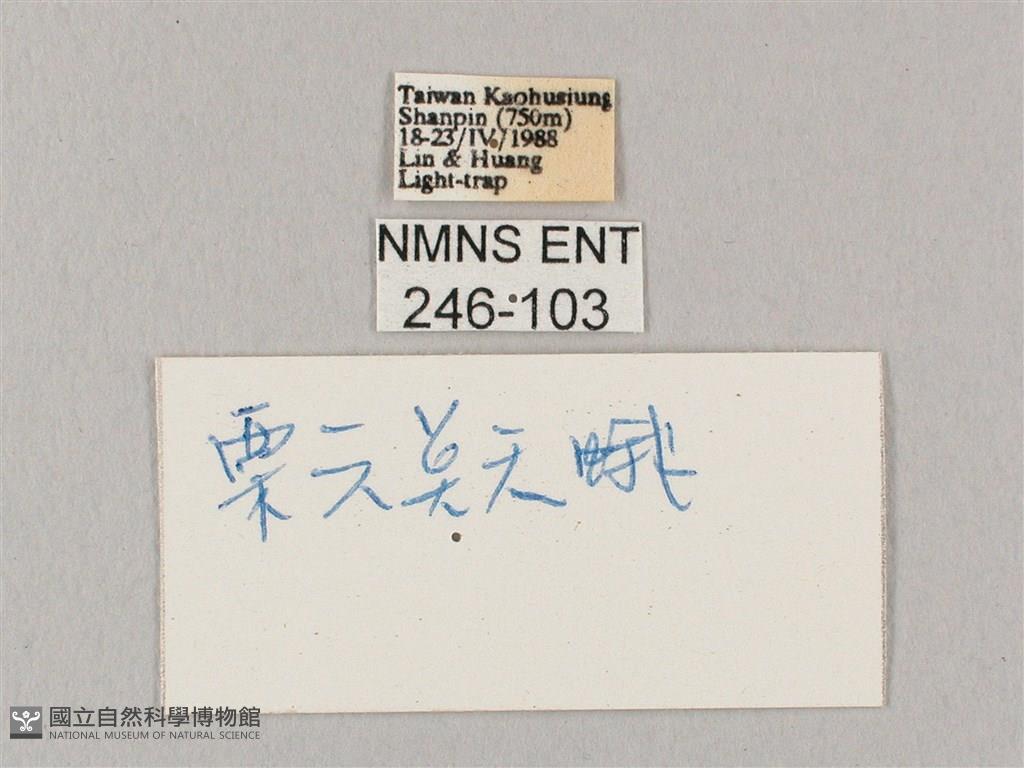 Taiwan Kaohusiung
Shanpin (750m)
18-23/IV./1988
Lin & Huang
Light-trap
NMNS ENT
246-103
栗六奌天蛾
國立自然科學博物館
NATIONAL MUSEUM OF NATURAL SCIENCE